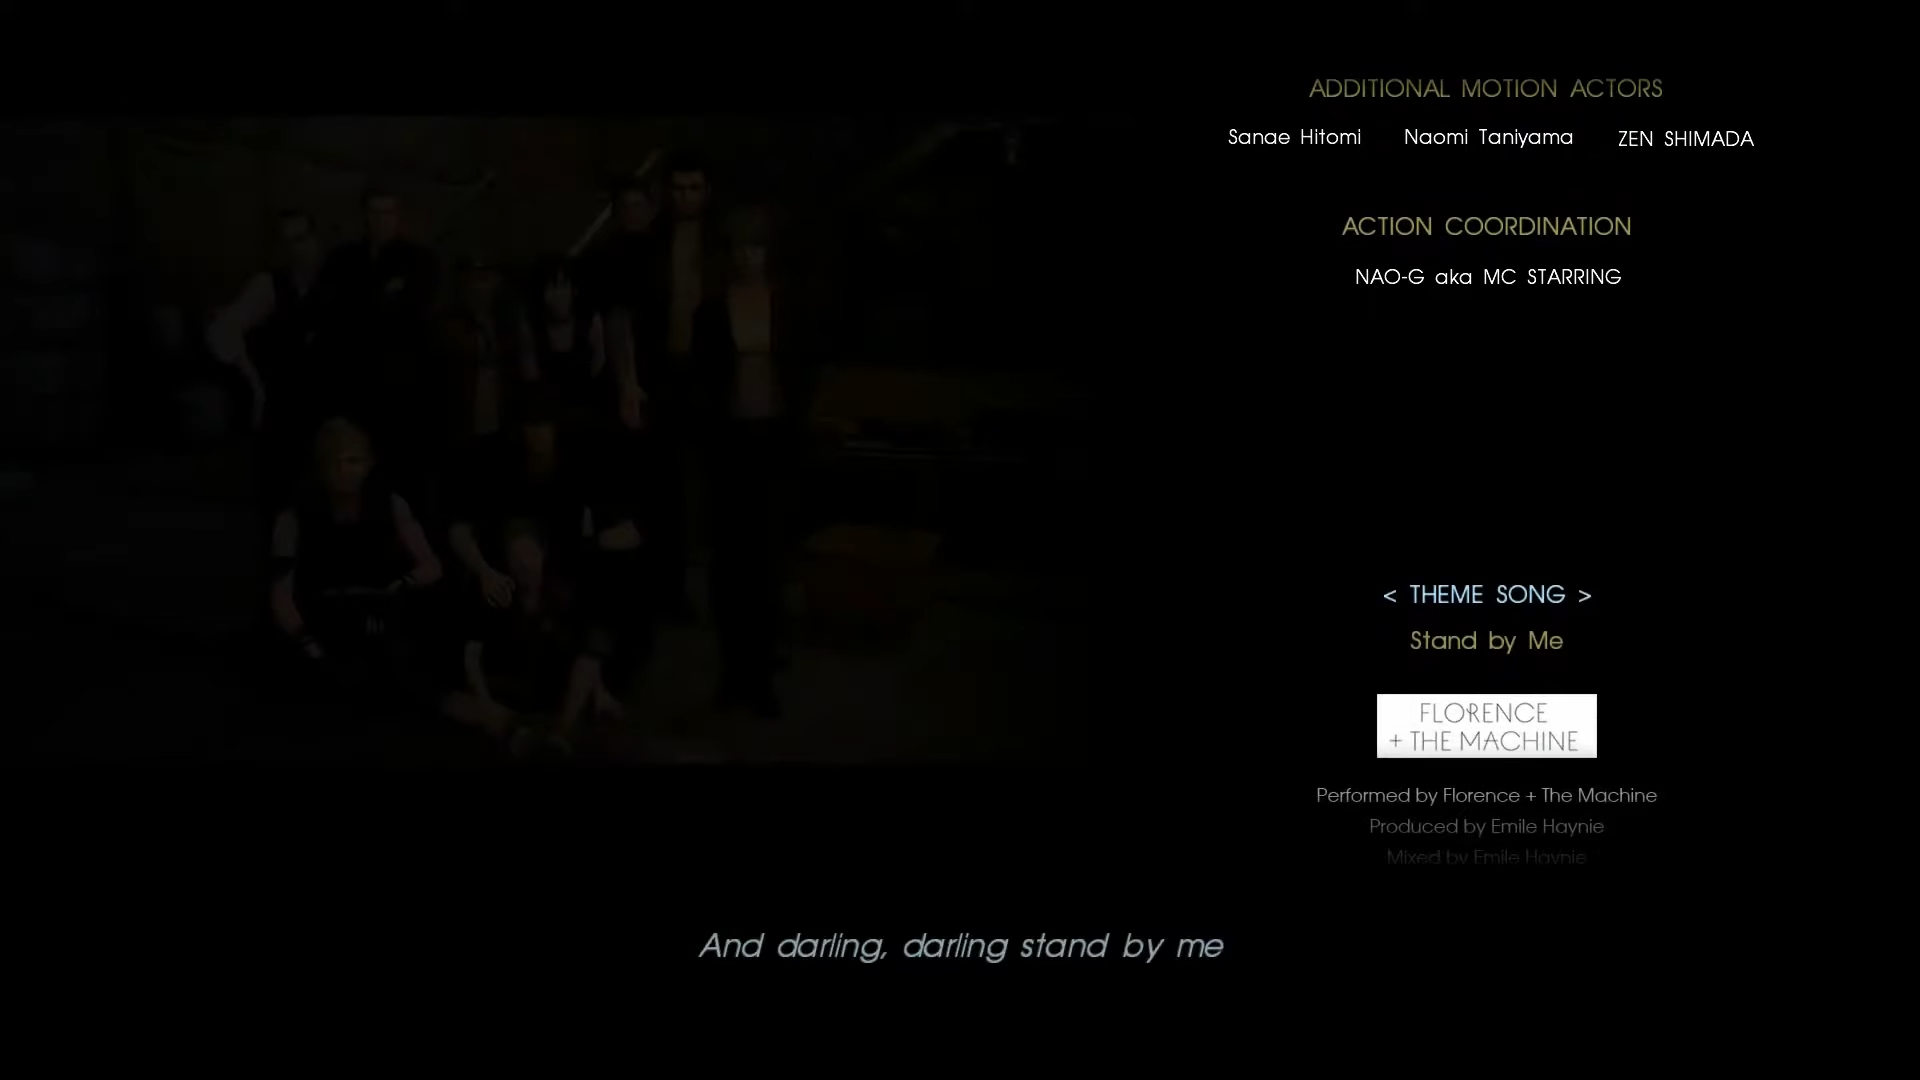 ADDITIONAL MOTION ACTORS
Sanae Hitomi Naomi Taniyama ZEN SHIMADA
ACTION COORDINATION
NAO-G aka MC STARRING
< THEME SONG >
Stand by Me
FLORENCE
+ THE MACHINE
Performed by Florence + The Machine
Produced by Emile Haynie
Mixed by Emile Haynie
And darling, darling stand by me